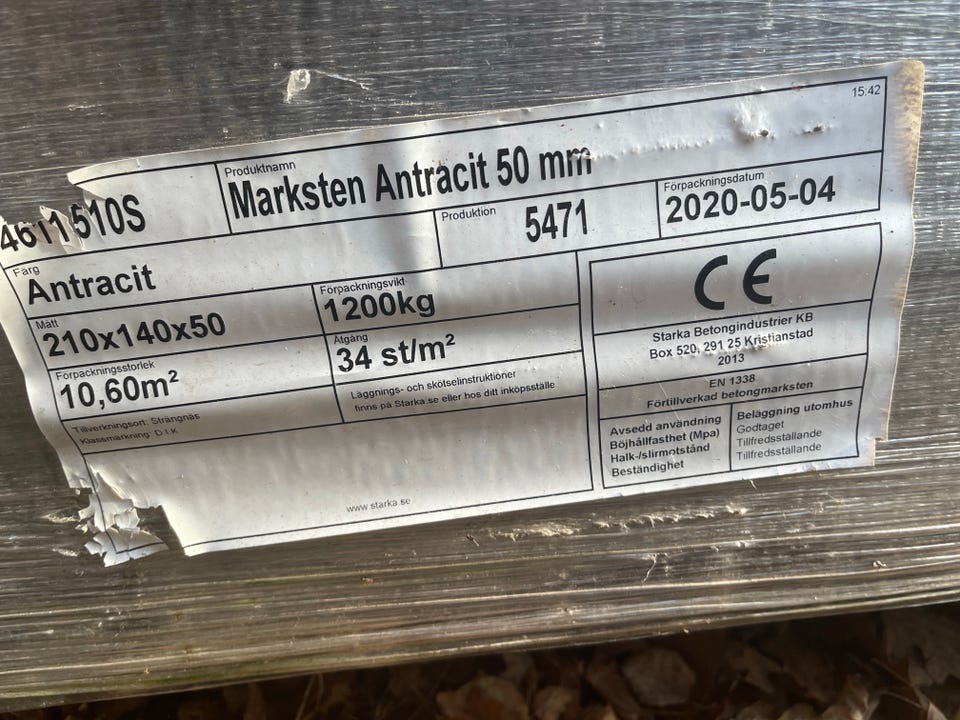 15:42
4611510S
Produktnamn
Marksten Antracit 50 mm
Färg
Antracit
Produktion
5471
Förpackningsdatum
2020-05-04
Mått
210x140x50
Förpackningsvikt
1200kg
Förpackningsstorlek
10,60m²
Åtgång
34 st/m²
Tillverkningsort: Strängnäs
Klassmärkning: D I K
Läggnings- och skötselinstruktioner
finns på Starka.se eller hos ditt inköpsställe
CE
Starka Betongindustrier KB
Box 520, 291 25 Kristianstad
2013
EN 1338
Förtillverkad betongmarksten
Avsedd användning
Böjhållfasthet (Mpa)
Halk-/slirmotstånd
Beständighet
Beläggning utomhus
Godtaget
Tillfredsställande
Tillfredsställande
www.starka.se